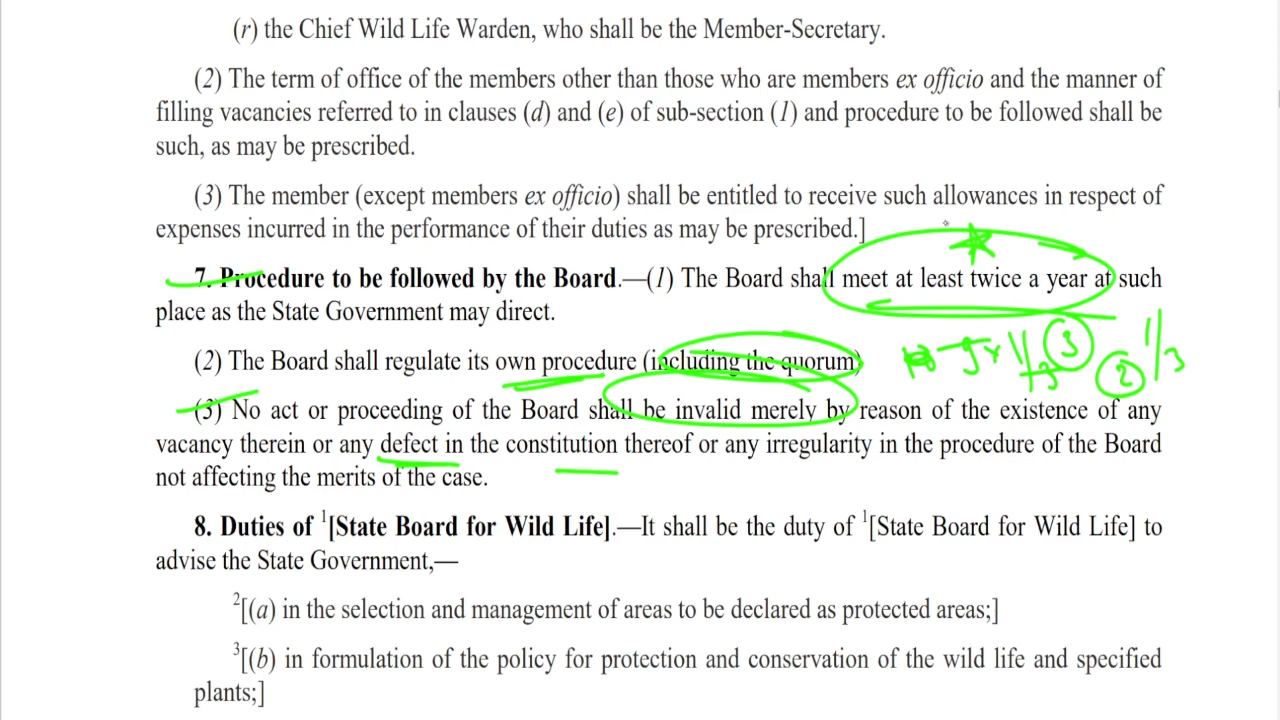 (r) the Chief Wild Life Warden, who shall be the Member-Secretary.
(2) The term of office of the members other than those who are members ex officio and the manner of
filling vacancies referred to in clauses (d) and (e) of sub-section (1) and procedure to be followed shall be
such, as may be prescribed.
(3) The member (except members ex officio) shall be entitled to receive such allowances in respect of
expenses incurred in the performance of their duties as may be prescribed.]
7. Procedure to be followed by the Board.—(1) The Board shall meet at least twice a year at such
place as the State Government may direct.
(2) The Board shall regulate its own procedure (including the quorum)
1/3 3 2 1/3
(3) No act or proceeding of the Board shall be invalid merely by reason of the existence of any
vacancy therein or any defect in the constitution thereof or any irregularity in the procedure of the Board
not affecting the merits of the case.
8. Duties of 1[State Board for Wild Life].—It shall be the duty of 1[State Board for Wild Life] to
advise the State Government,—
2[(a) in the selection and management of areas to be declared as protected areas;]
3[(b) in formulation of the policy for protection and conservation of the wild life and specified
plants;]